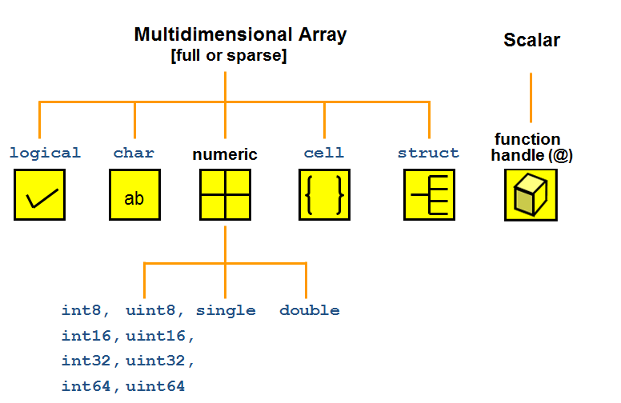 Multidimensional Array
[full or sparse]
Scalar
logical
char
numeric
cell
struct
function
handle (@)
ab
{ }
int8, uint8, single double
int16, uint16,
int32, uint32,
int64, uint64